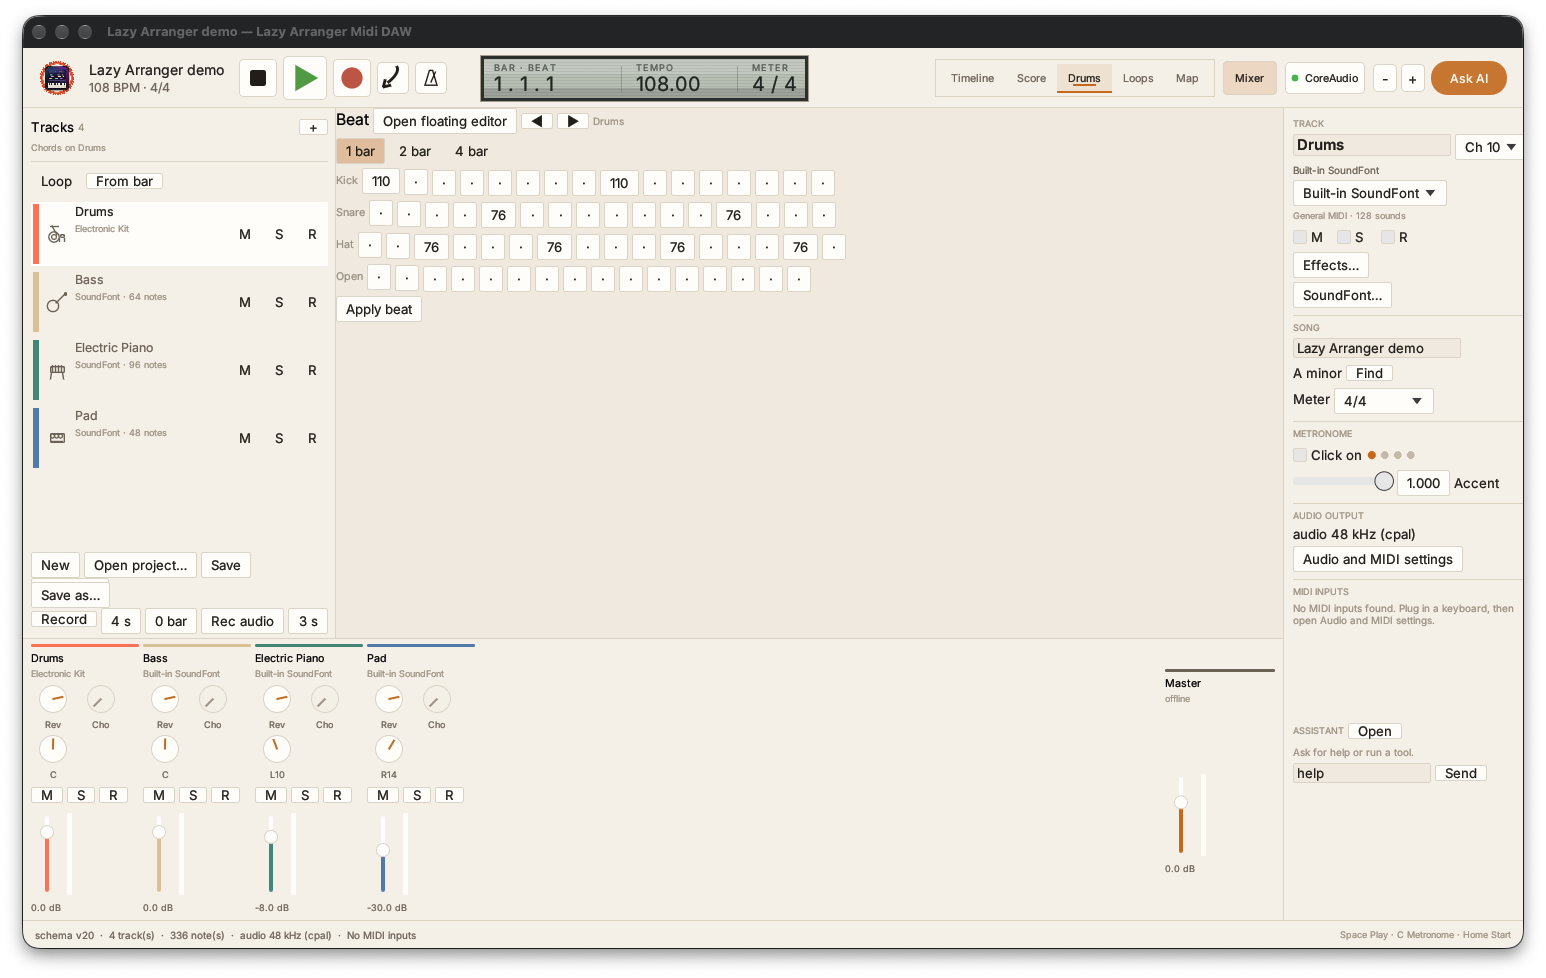 Lazy Arranger demo — Lazy Arranger Midi DAW
Lazy Arranger demo
108 BPM · 4/4
BAR · BEAT TEMPO METER
1 . 1 . 1 108.00 4 / 4
Timeline Score Drums Loops Map Mixer CoreAudio - + Ask AI
Tracks 4 +
Chords on Drums
Loop From bar
Drums
Electronic Kit
M S R
Bass
SoundFont · 64 notes
M S R
Electric Piano
SoundFont · 96 notes
M S R
Pad
SoundFont · 48 notes
M S R
New Open project... Save
Save as...
Record 4 s 0 bar Rec audio 3 s
Beat Open floating editor ◀ ▶ Drums
1 bar 2 bar 4 bar
Kick 110 · · · · · · · 110 · · · · · · ·
Snare · · · · 76 · · · · · · · 76 · · ·
Hat · · 76 · · · 76 · · · 76 · · · 76 ·
Open · · · · · · · · · · · · · · · ·
Apply beat
TRACK
Drums Ch 10
Built-in SoundFont
Built-in SoundFont
General MIDI · 128 sounds
M S R
Effects...
SoundFont...
SONG
Lazy Arranger demo
A minor Find
Meter 4/4
METRONOME
Click on
1.000 Accent
AUDIO OUTPUT
audio 48 kHz (cpal)
Audio and MIDI settings
MIDI INPUTS
No MIDI inputs found. Plug in a keyboard, then
open Audio and MIDI settings.
ASSISTANT Open
Ask for help or run a tool.
help Send
Drums Bass Electric Piano Pad
Electronic Kit Built-in SoundFont Built-in SoundFont Built-in SoundFont
Rev Cho Rev Cho Rev Cho Rev Cho
C C L10 R14
M S R M S R M S R M S R
0.0 dB 0.0 dB -8.0 dB -30.0 dB
Master
offline
0.0 dB
schema v20 · 4 track(s) · 336 note(s) · audio 48 kHz (cpal) · No MIDI inputs
Space Play · C Metronome · Home Start